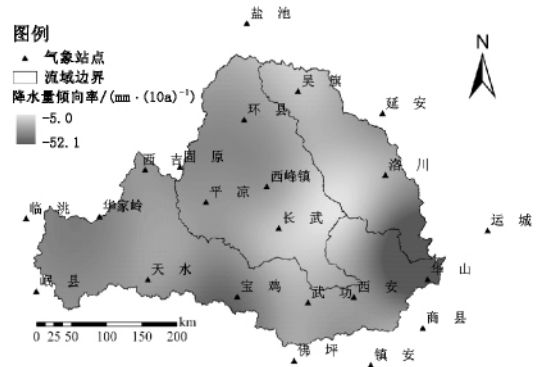 盐 池
图例
▲ 气象站点
流域边界
降水量倾向率/(mm·(10a)⁻¹)
-5.0
-52.1
N
吴 旗
延 安
环 县
西 吉
固 原
洛 川
西峰镇
平 凉
临 洮
华家岭
长 武
运 城
天 水
华 山
岷 县
宝 鸡
武 功
西 安
商 县
km
0 25 50 100 150 200
佛 坪
镇 安